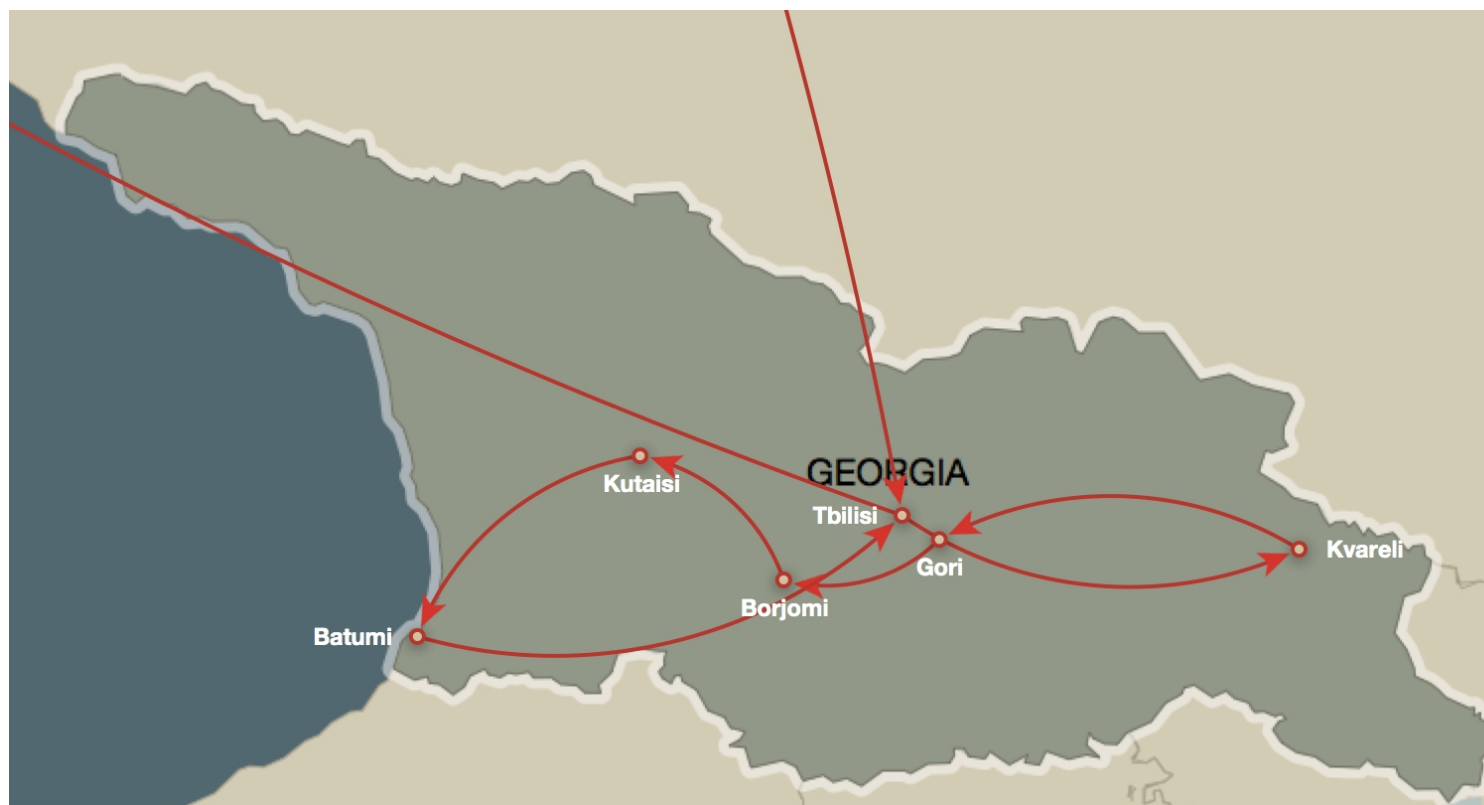 GEORGIA
Kutaisi
Tbilisi
Kvareli
Gori
Borjomi
Batumi